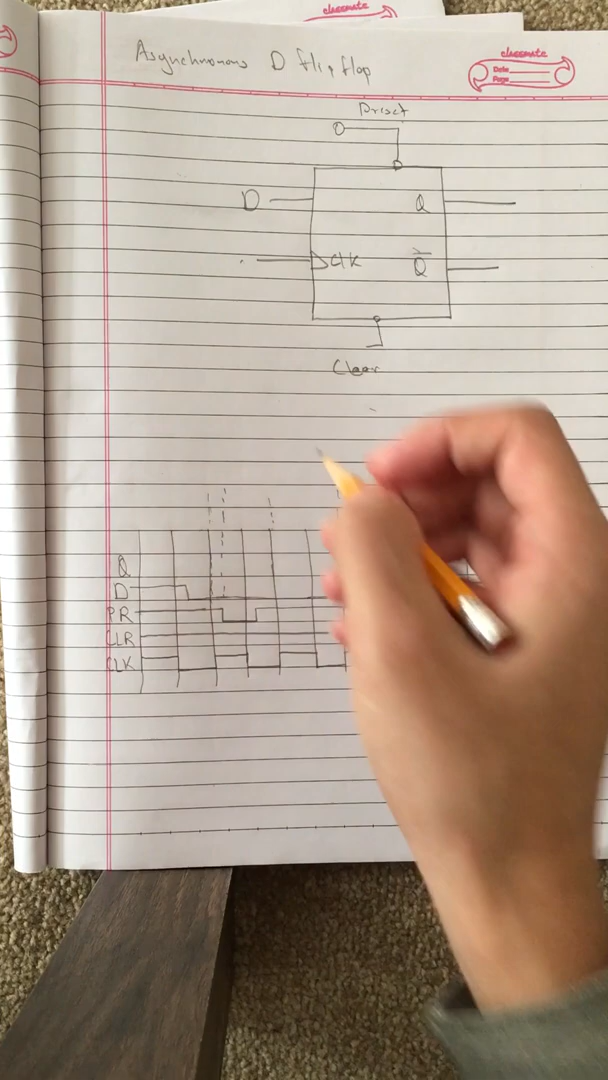 classmate
Asynchronous D flip flop
classmate
Date
Page
Preset
D Q
CLK Q̅
Clear
Q
D
PR
CLR
CLK